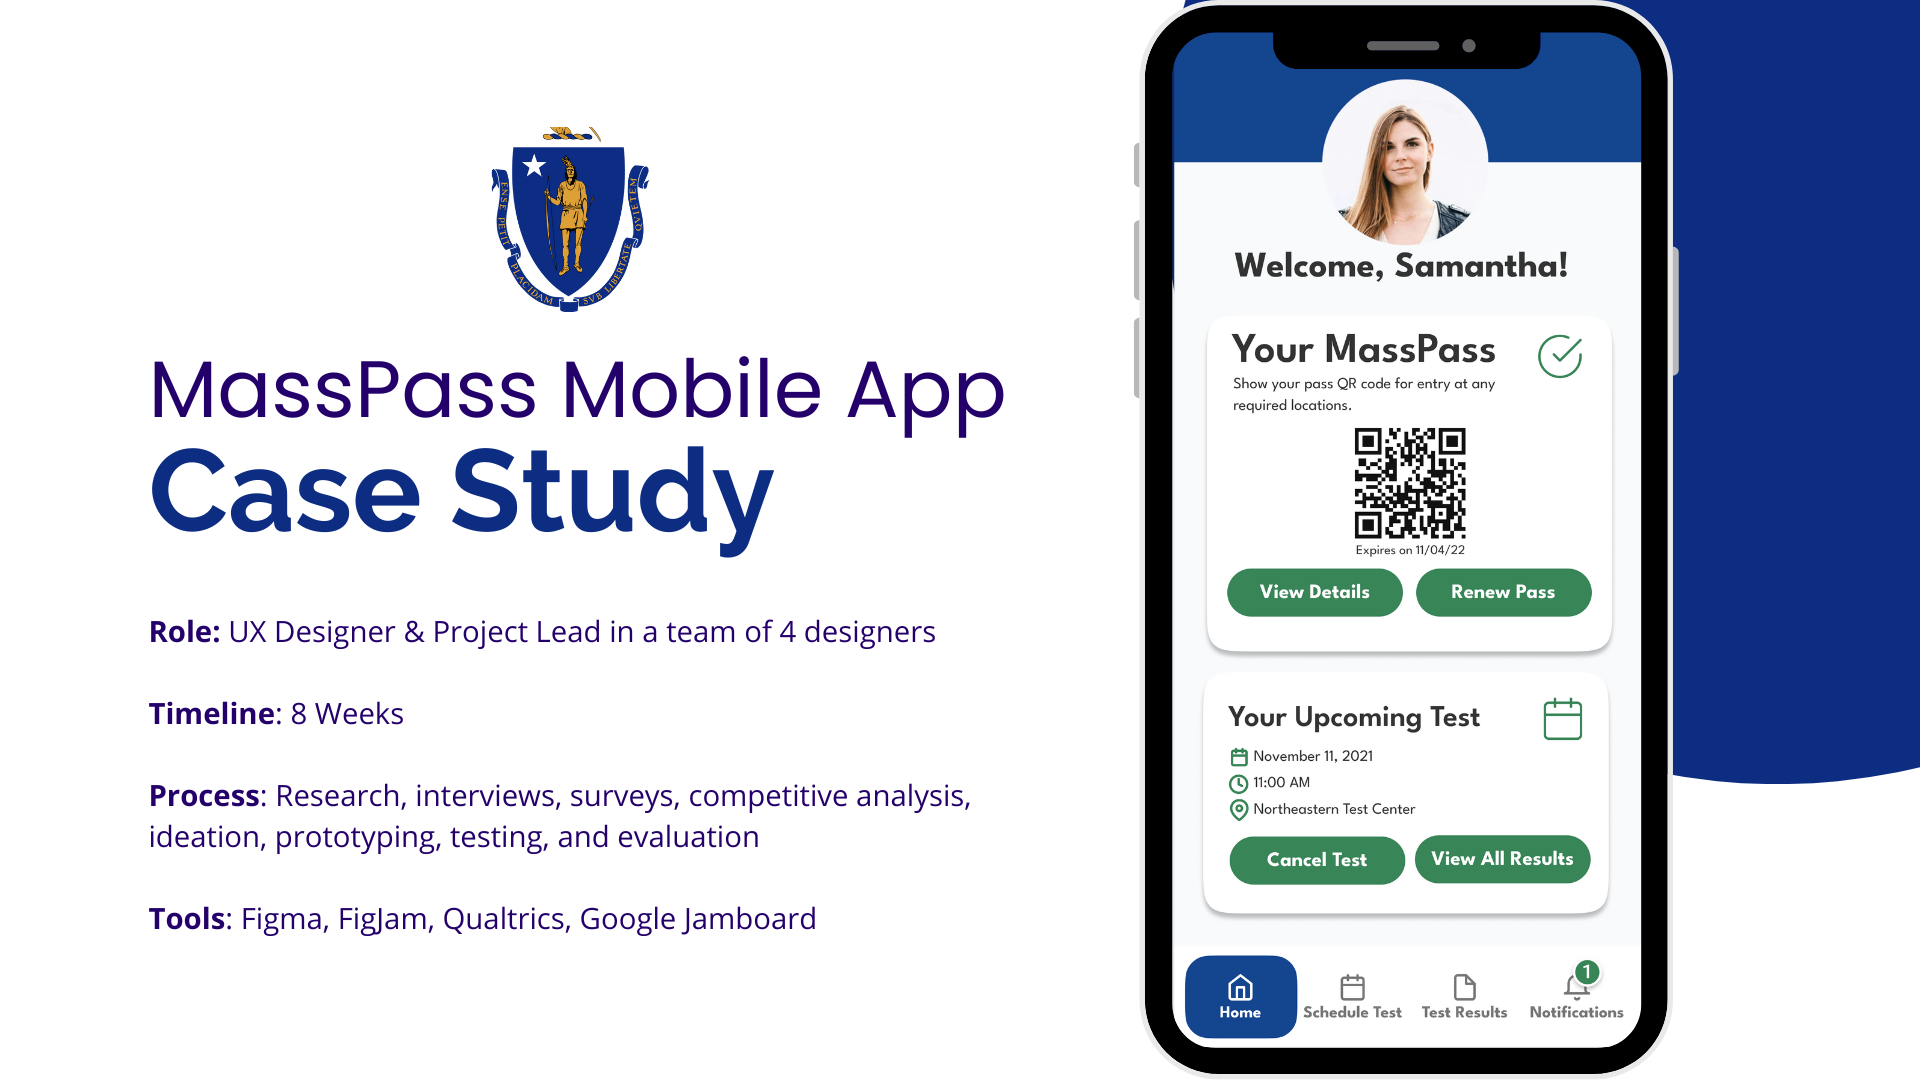 ENSE PETIT PLACIDAM SVB LIBERTATE QVIETEM
MassPass Mobile App
Case Study
Role: UX Designer & Project Lead in a team of 4 designers
Timeline: 8 Weeks
Process: Research, interviews, surveys, competitive analysis,
ideation, prototyping, testing, and evaluation
Tools: Figma, FigJam, Qualtrics, Google Jamboard
Welcome, Samantha!
Your MassPass
Show your pass QR code for entry at any
required locations.
Expires on 11/04/22
View Details
Renew Pass
Your Upcoming Test
November 11, 2021
11:00 AM
Northeastern Test Center
Cancel Test
View All Results
Home
Schedule Test
Test Results
1
Notifications